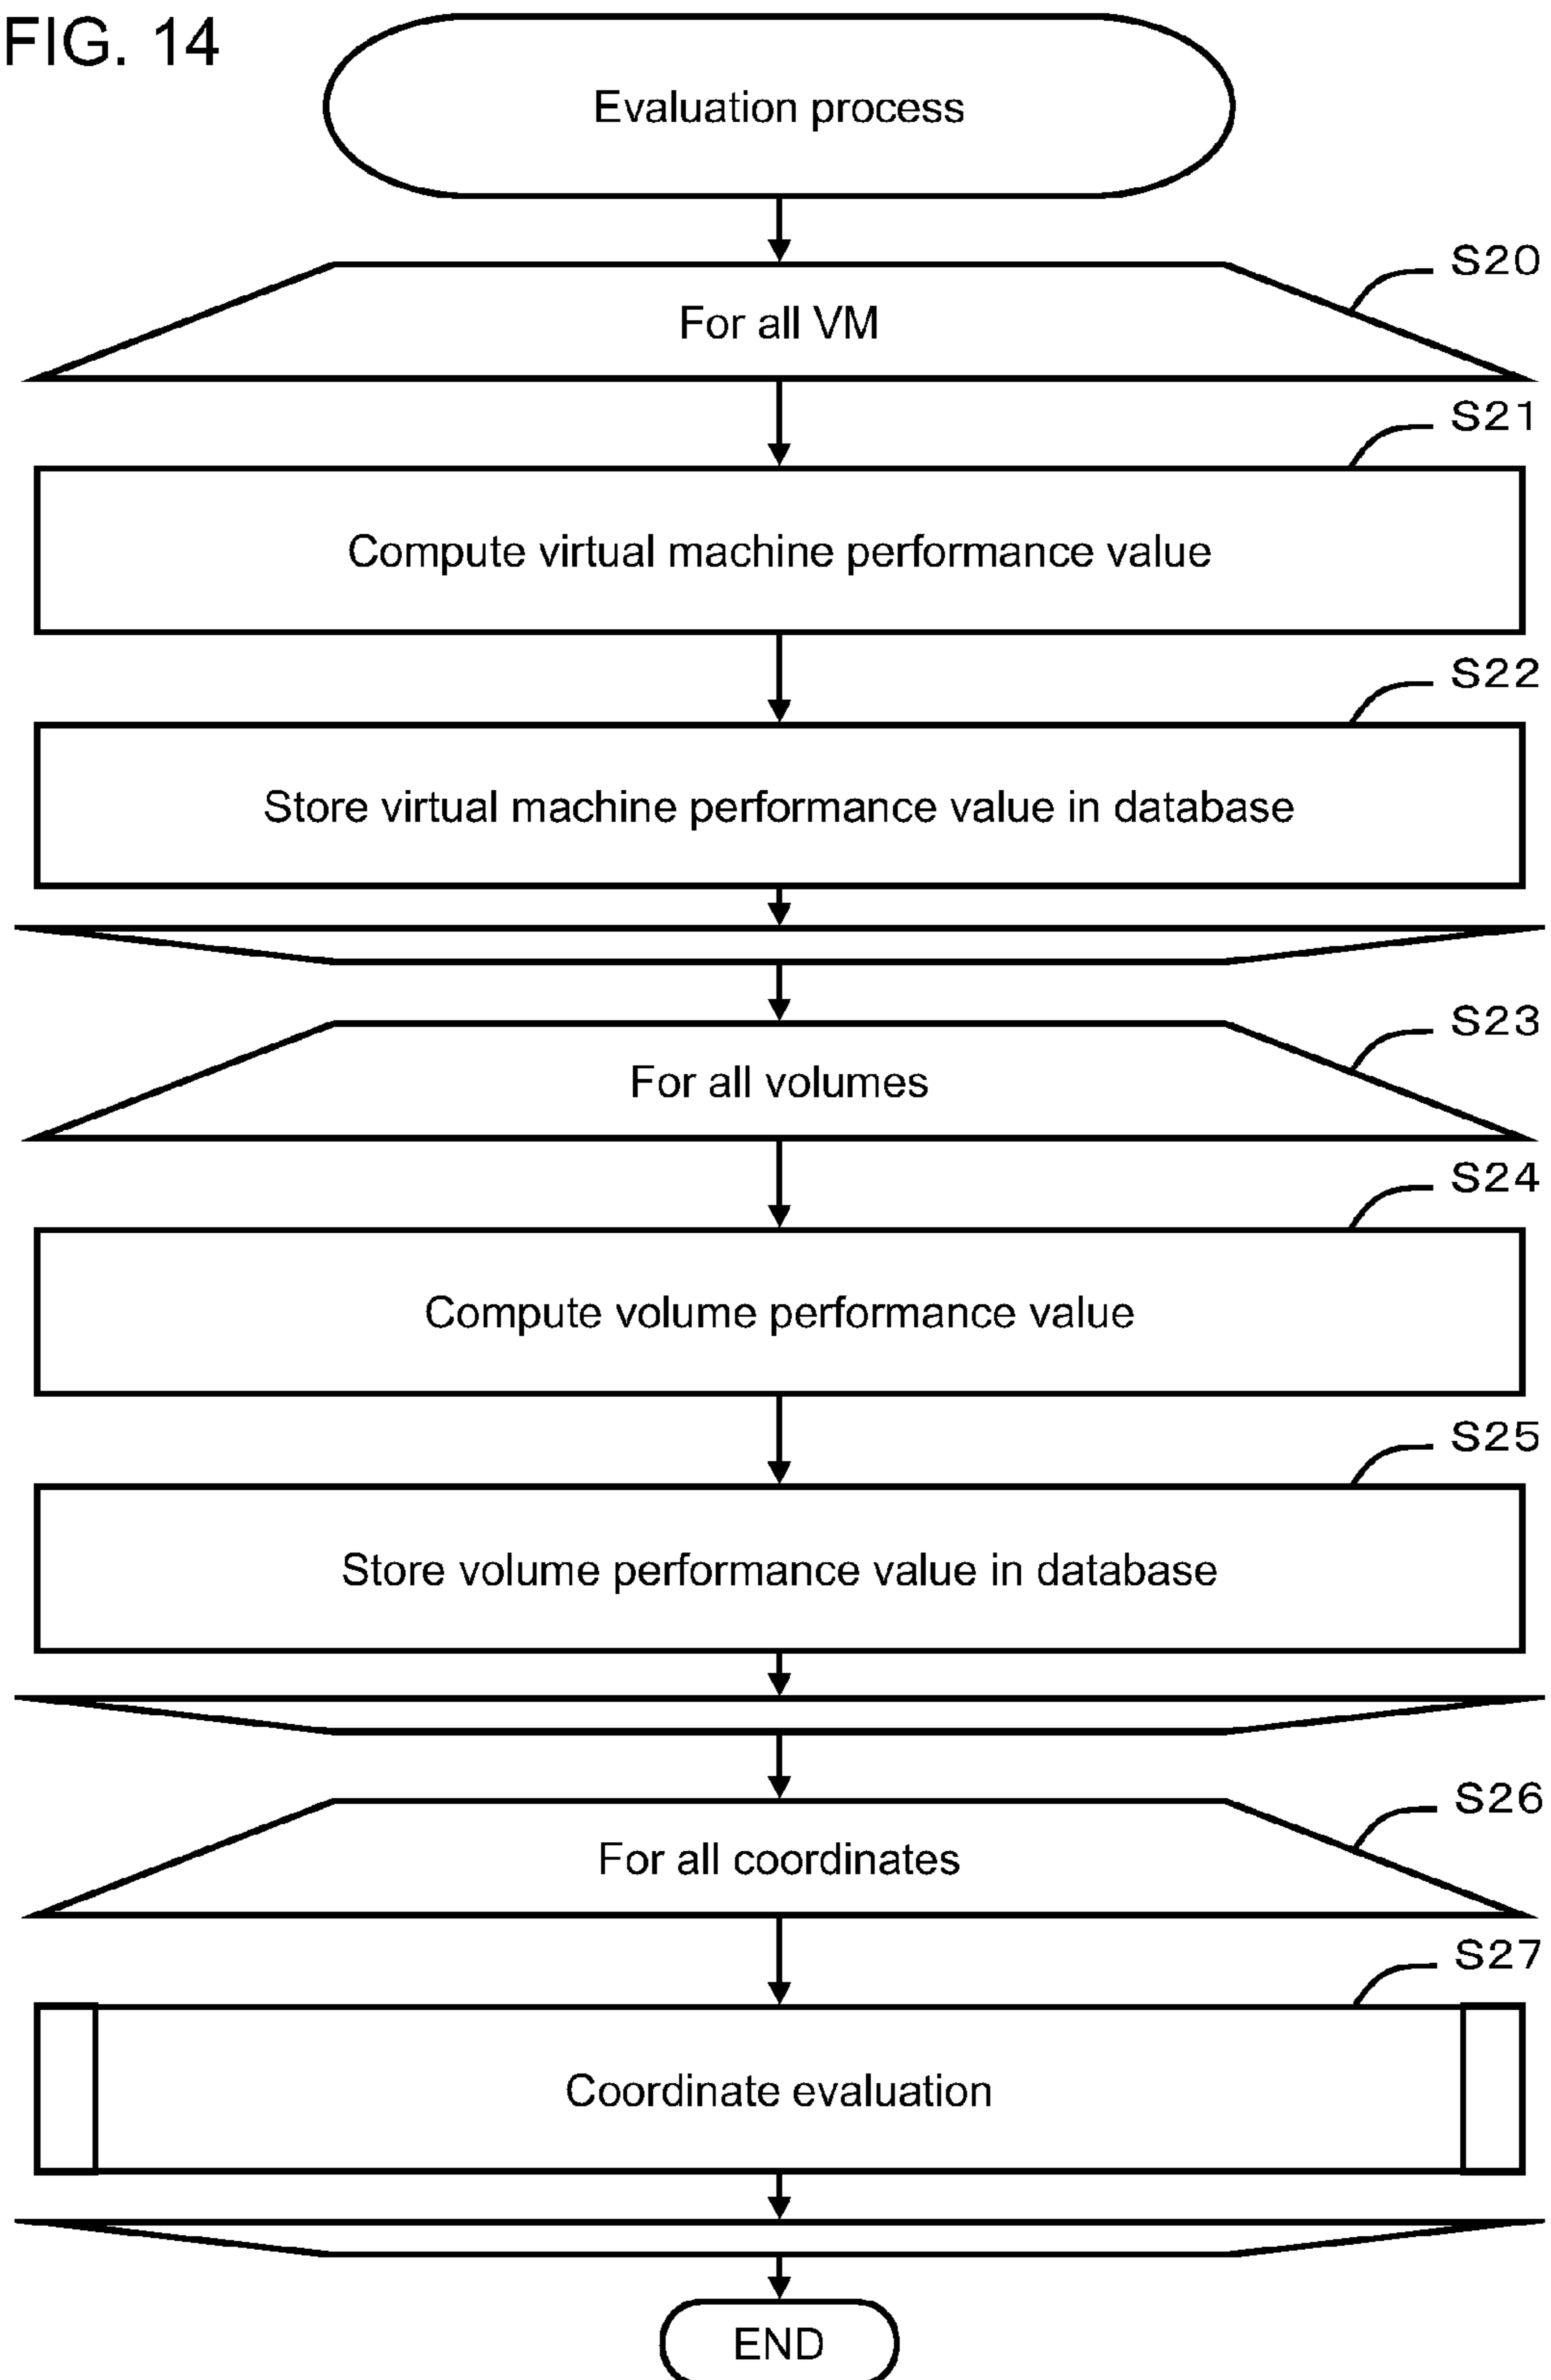 FIG. 14
Evaluation process
S20
For all VM
S21
Compute virtual machine performance value
S22
Store virtual machine performance value in database
S23
For all volumes
S24
Compute volume performance value
S25
Store volume performance value in database
S26
For all coordinates
S27
Coordinate evaluation
END